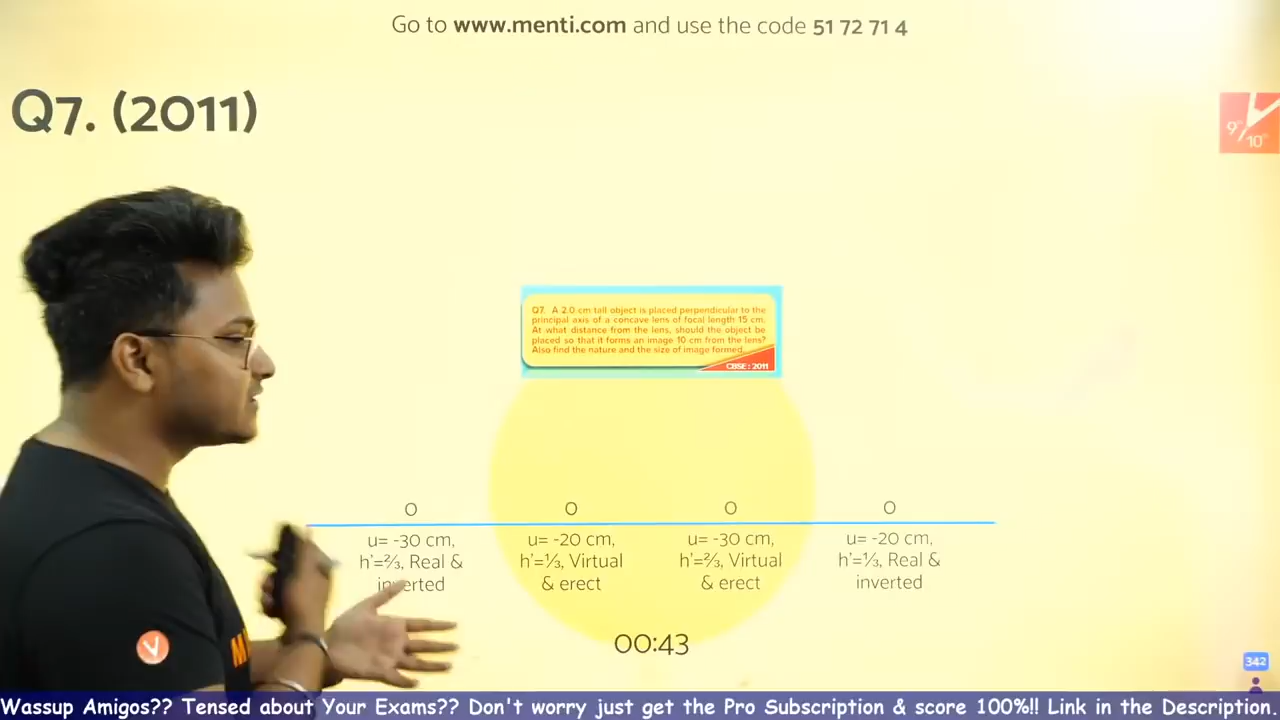 Go to www.menti.com and use the code 51 72 71 4
Q7. (2011)
9th/10th
Q7. A 2.0 cm tall object is placed perpendicular to the
principal axis of a concave lens of focal length 15 cm.
At what distance from the lens, should the object be
placed so that it forms an image 10 cm from the lens?
Also find the nature and the size of image formed.
CBSE : 2011
0
0
0
0
u= -30 cm,
h'=⅔, Real &
inverted
u= -20 cm,
h'=⅓, Virtual
& erect
u= -30 cm,
h'=⅔, Virtual
& erect
u= -20 cm,
h'=⅓, Real &
inverted
00:43
342
V
Wassup Amigos?? Tensed about Your Exams?? Don't worry just get the Pro Subscription & score 100%!! Link in the Description.